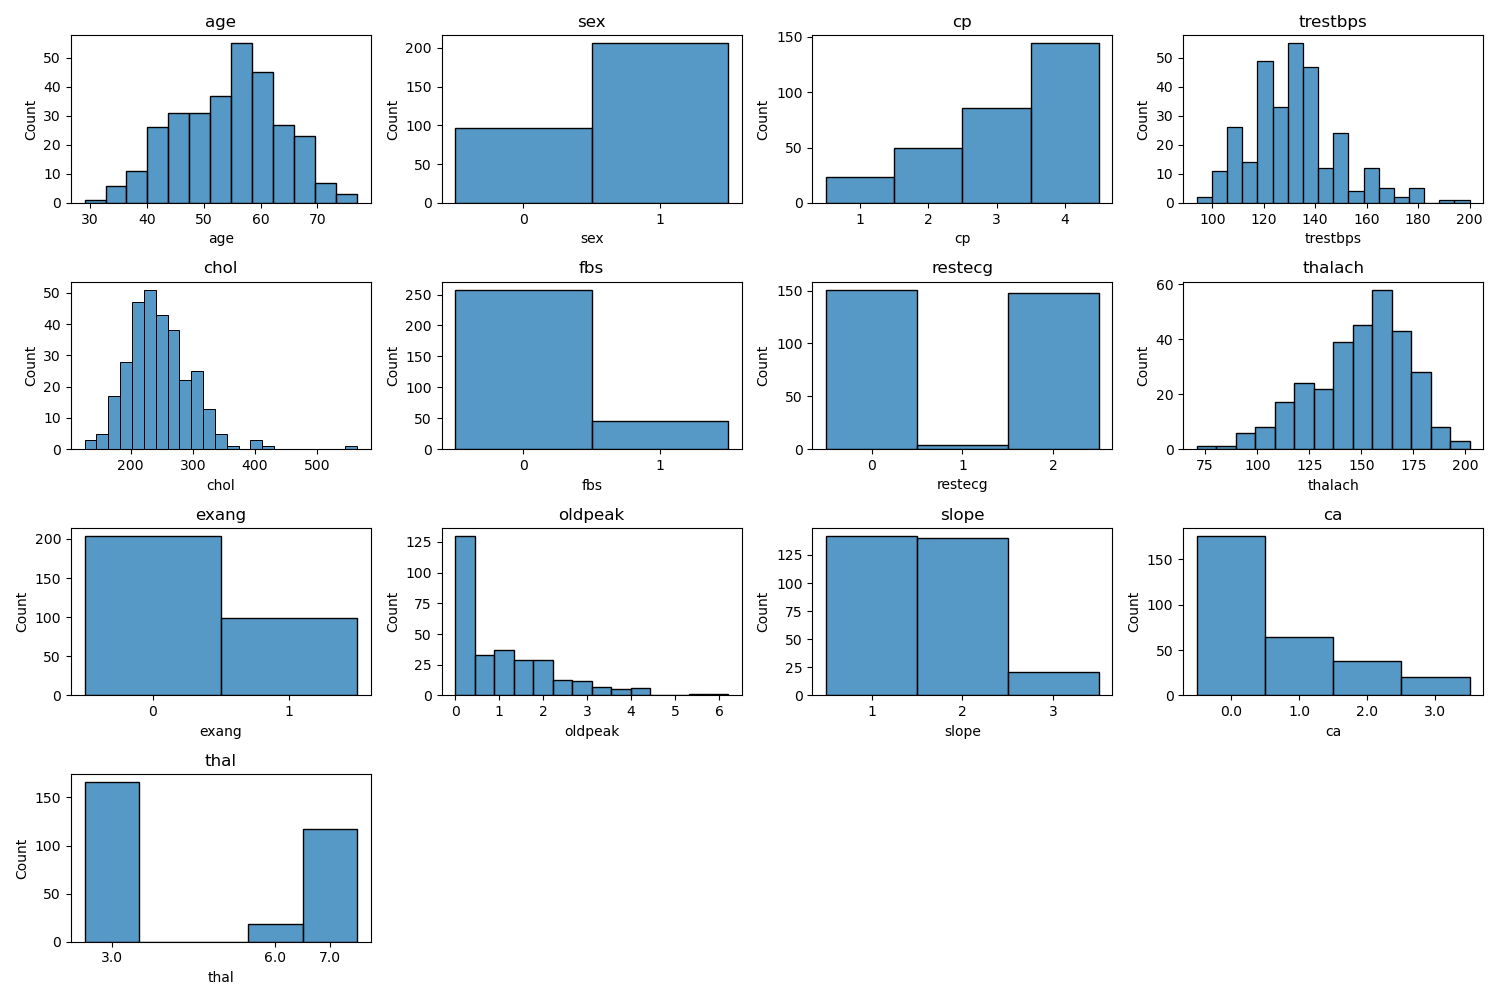 age
sex
cp
trestbps
50
40
30
20
10
0
Count
30 40 50 60 70
age
200
150
100
50
0
Count
0 1
sex
150
100
50
0
Count
1 2 3 4
cp
50
40
30
20
10
0
Count
100 120 140 160 180 200
trestbps
chol
fbs
restecg
thalach
50
40
30
20
10
0
Count
200 300 400 500
chol
250
200
150
100
50
0
Count
0 1
fbs
150
100
50
0
Count
0 1 2
restecg
60
40
20
0
Count
75 100 125 150 175 200
thalach
exang
oldpeak
slope
ca
200
150
100
50
0
Count
0 1
exang
125
100
75
50
25
0
Count
0 1 2 3 4 5 6
oldpeak
125
100
75
50
25
0
Count
1 2 3
slope
150
100
50
0
Count
0.0 1.0 2.0 3.0
ca
thal
150
100
50
0
Count
3.0 6.0 7.0
thal